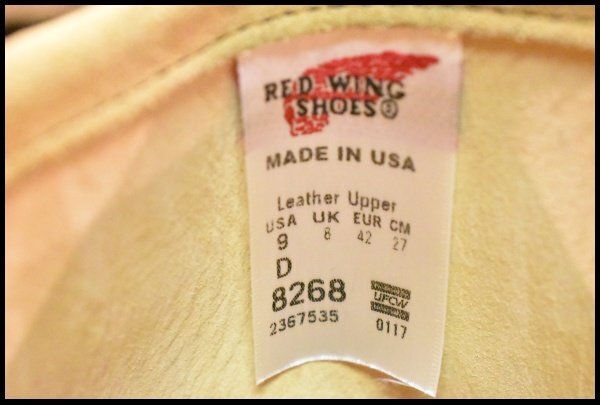 RED WING
SHOES®
MADE IN USA
Leather Upper
USA UK EUR CM
9 8 42 27
D
8268 UFCW
2367535 0117